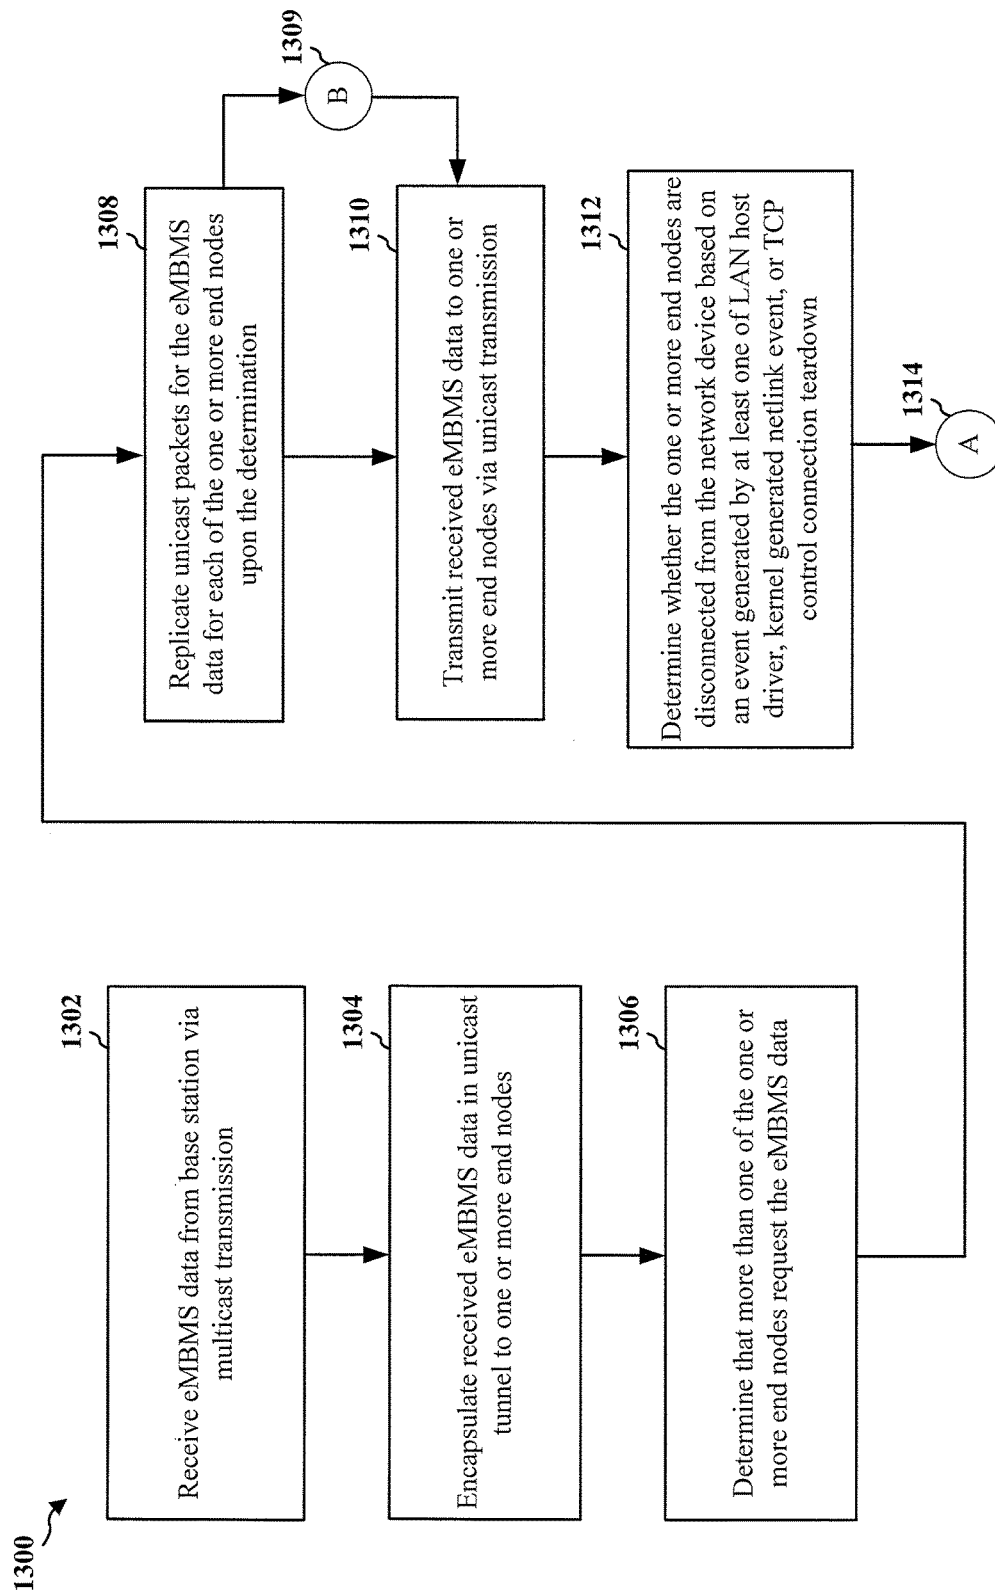 1300
1302
Receive eMBMS data from base station via
multicast transmission
1304
Encapsulate received eMBMS data in unicast
tunnel to one or more end nodes
1306
Determine that more than one of the one or
more end nodes request the eMBMS data
1308
Replicate unicast packets for the eMBMS
data for each of the one or more end nodes
upon the determination
1309
B
1310
Transmit received eMBMS data to one or
more end nodes via unicast transmission
1312
Determine whether the one or more end nodes are
disconnected from the network device based on
an event generated by at least one of LAN host
driver, kernel generated netlink event, or TCP
control connection teardown
1314
A